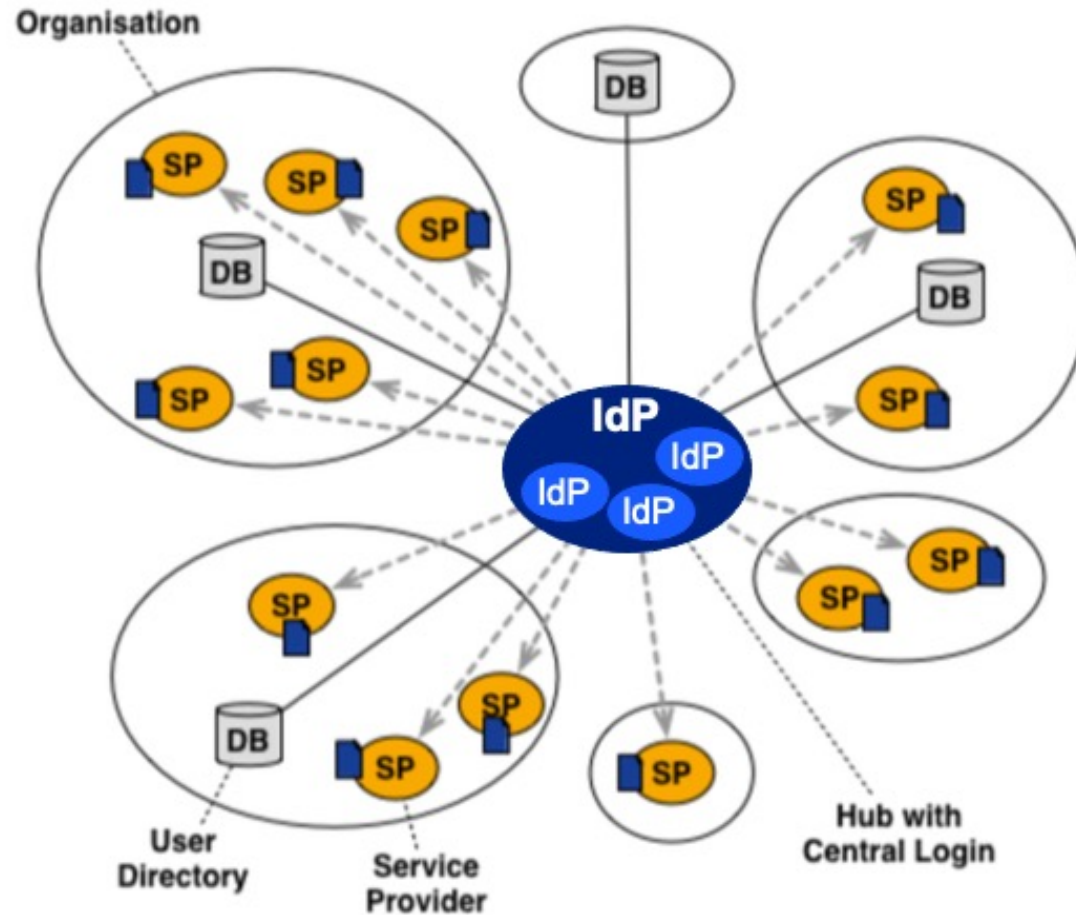 Organisation
DB
SP
SP
SP
SP
DB
DB
SP
SP
SP
IdP
IdP
IdP
IdP
SP
SP
SP
SP
DB
SP
SP
User
Directory
Service
Provider
Hub with
Central Login